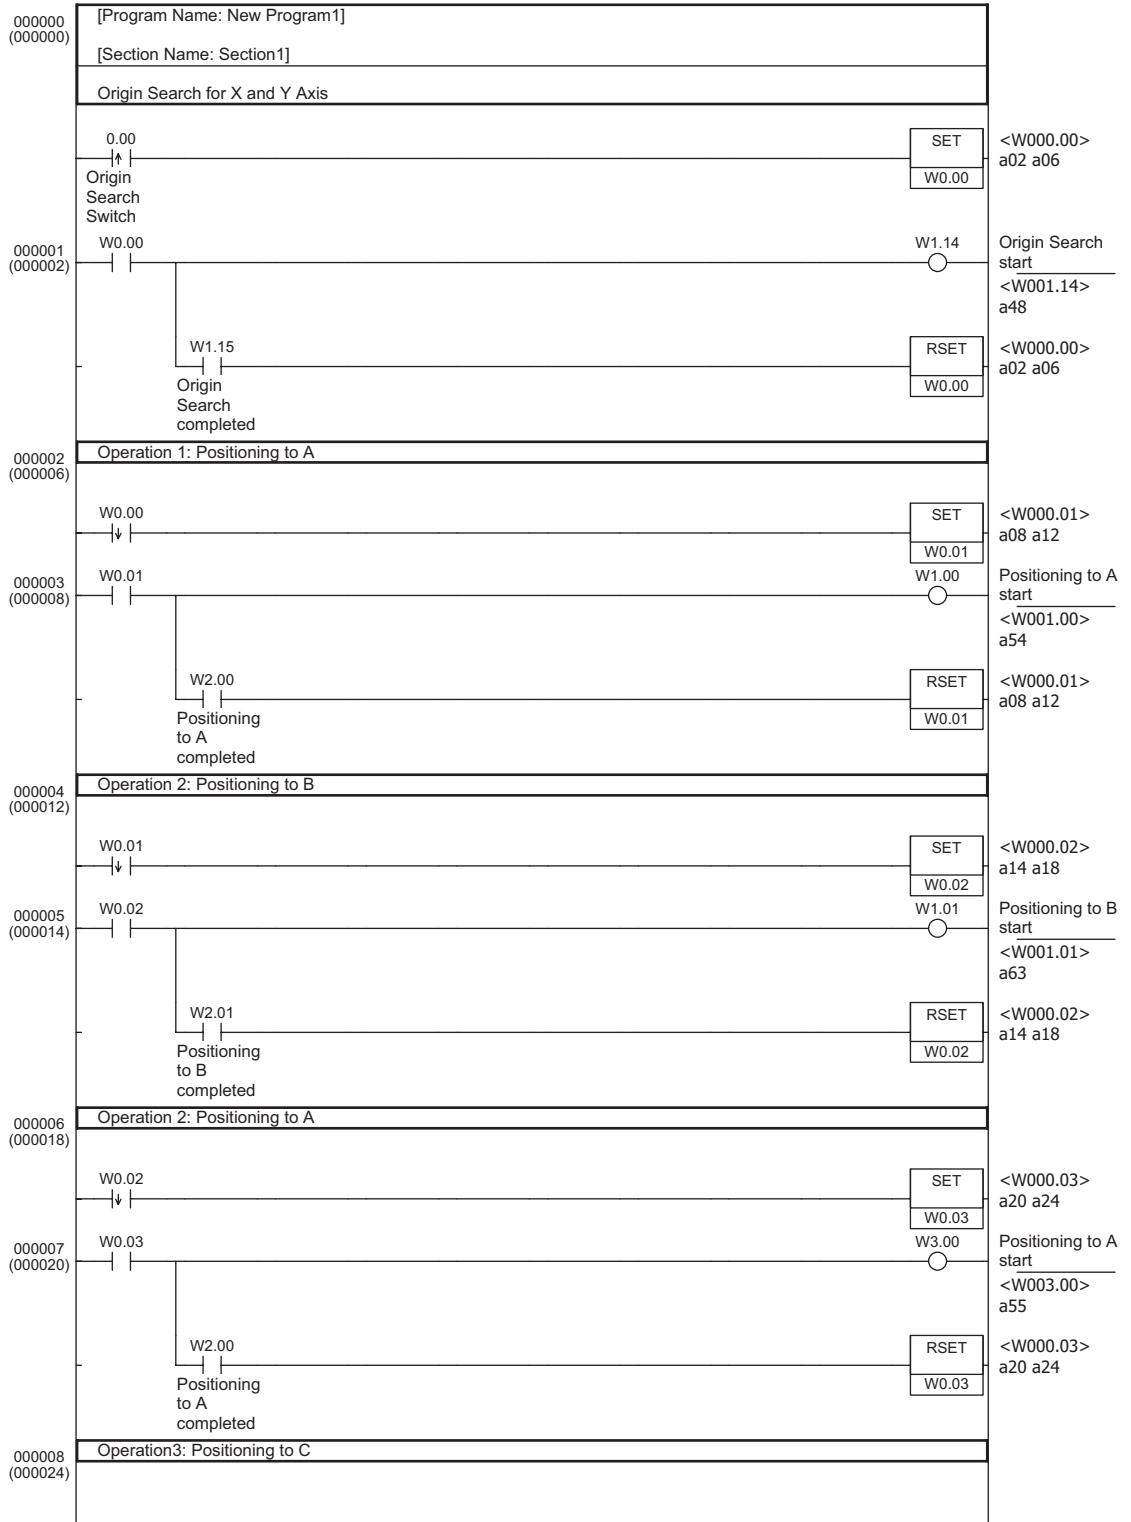 000000
(000000)
[Program Name: New Program1]
[Section Name: Section1]
Origin Search for X and Y Axis
0.00
Origin
Search
Switch
SET
W0.00
<W000.00>
a02 a06
000001
(000002)
W0.00
W1.14
Origin Search
start
<W001.14>
a48
W1.15
Origin
Search
completed
RSET
W0.00
<W000.00>
a02 a06
000002
(000006)
Operation 1: Positioning to A
W0.00
SET
W0.01
<W000.01>
a08 a12
000003
(000008)
W0.01
W1.00
Positioning to A
start
<W001.00>
a54
W2.00
Positioning
to A
completed
RSET
W0.01
<W000.01>
a08 a12
000004
(000012)
Operation 2: Positioning to B
W0.01
SET
W0.02
<W000.02>
a14 a18
000005
(000014)
W0.02
W1.01
Positioning to B
start
<W001.01>
a63
W2.01
Positioning
to B
completed
RSET
W0.02
<W000.02>
a14 a18
000006
(000018)
Operation 2: Positioning to A
W0.02
SET
W0.03
<W000.03>
a20 a24
000007
(000020)
W0.03
W3.00
Positioning to A
start
<W003.00>
a55
W2.00
Positioning
to A
completed
RSET
W0.03
<W000.03>
a20 a24
000008
(000024)
Operation3: Positioning to C